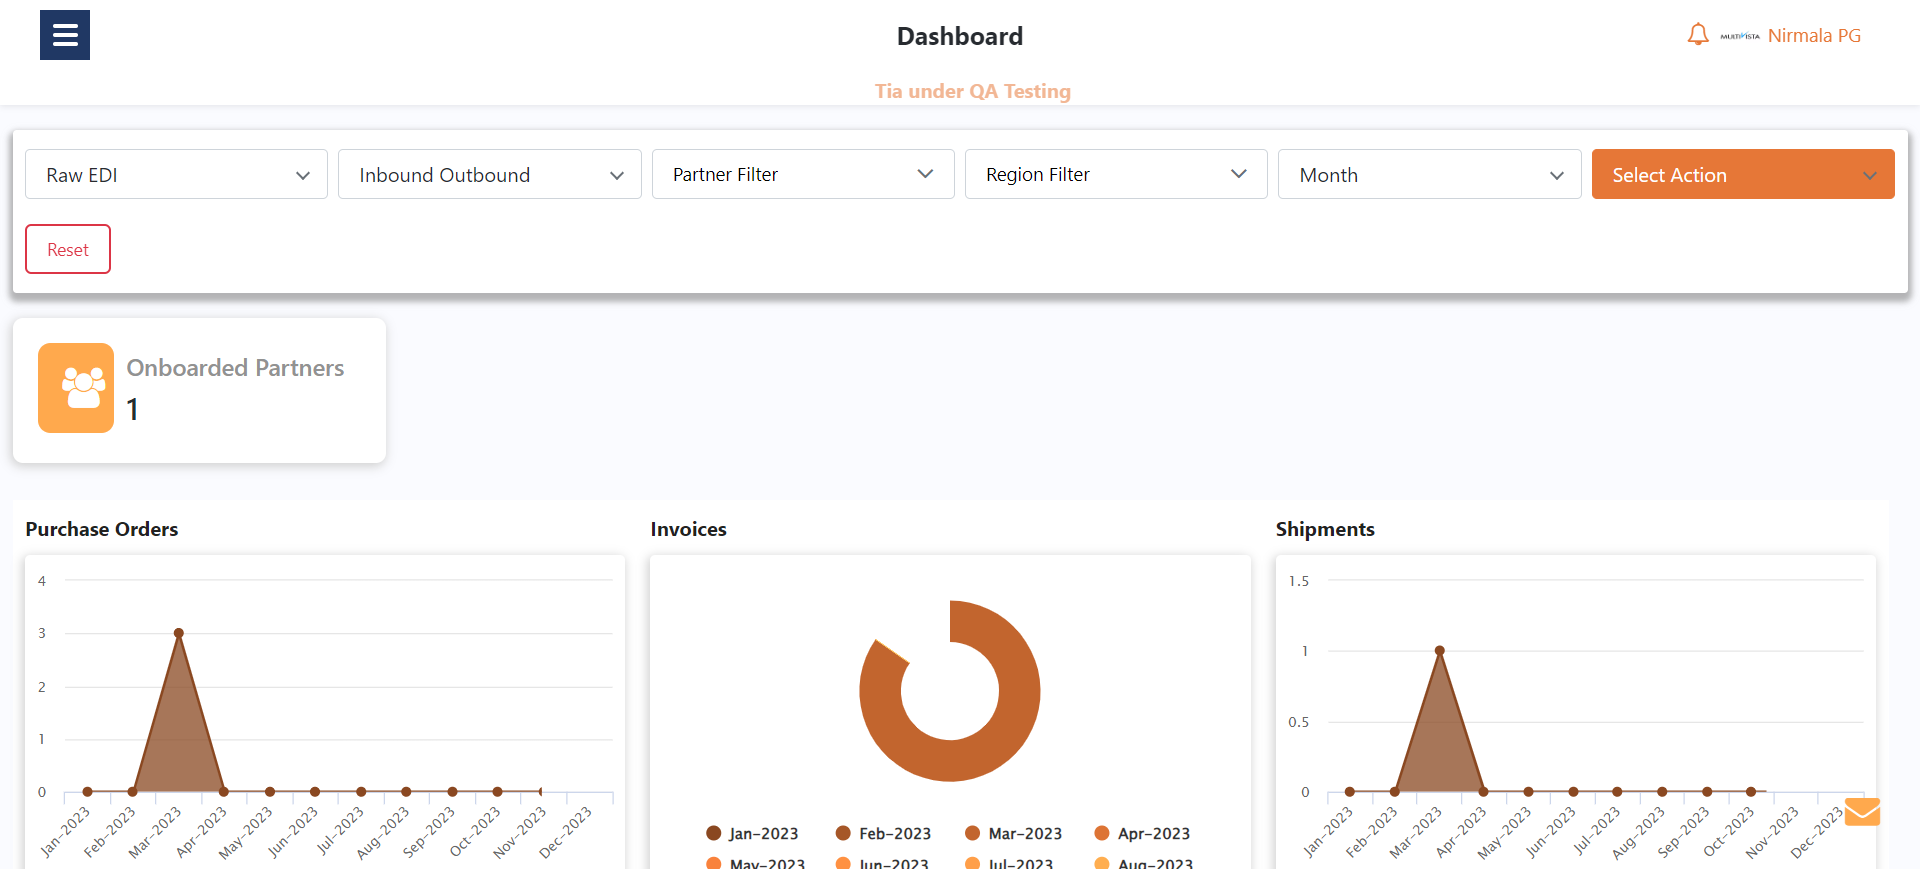 Dashboard
MULTIVISTA Nirmala PG
Tia under QA Testing
Raw EDI
Inbound Outbound
Partner Filter
Region Filter
Month
Select Action
Reset
Onboarded Partners
1
Purchase Orders
4
3
2
1
0
Jan-2023
Feb-2023
Mar-2023
Apr-2023
May-2023
Jun-2023
Jul-2023
Aug-2023
Sep-2023
Oct-2023
Nov-2023
Dec-2023
Invoices
Jan-2023
Feb-2023
Mar-2023
Apr-2023
May-2023
Jun-2023
Jul-2023
Aug-2023
Shipments
1.5
1
0.5
0
Jan-2023
Feb-2023
Mar-2023
Apr-2023
May-2023
Jun-2023
Jul-2023
Aug-2023
Sep-2023
Oct-2023
Nov-2023
Dec-2023